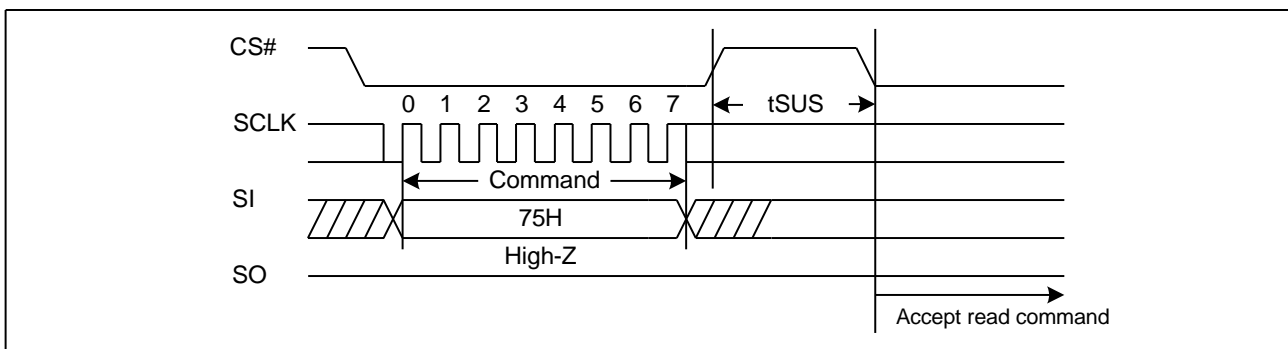 CS#
0 1 2 3 4 5 6 7
tSUS
SCLK
Command
SI
75H
High-Z
SO
Accept read command